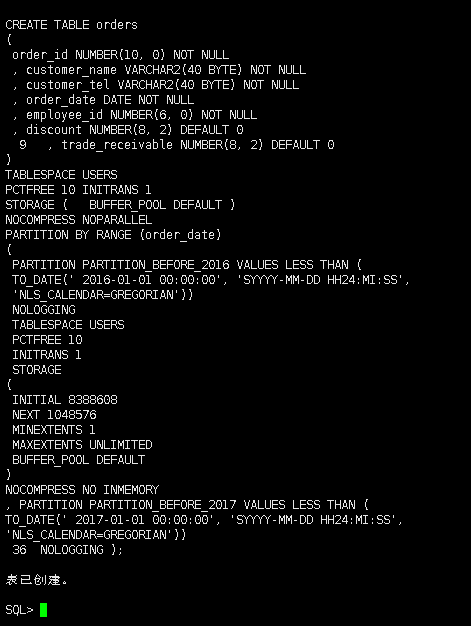 CREATE TABLE orders
(
 order_id NUMBER(10, 0) NOT NULL
 , customer_name VARCHAR2(40 BYTE) NOT NULL
 , customer_tel VARCHAR2(40 BYTE) NOT NULL
 , order_date DATE NOT NULL
 , employee_id NUMBER(6, 0) NOT NULL
 , discount NUMBER(8, 2) DEFAULT 0
  9   , trade_receivable NUMBER(8, 2) DEFAULT 0
)
TABLESPACE USERS
PCTFREE 10 INITRANS 1
STORAGE (   BUFFER_POOL DEFAULT )
NOCOMPRESS NOPARALLEL
PARTITION BY RANGE (order_date)
(
 PARTITION PARTITION_BEFORE_2016 VALUES LESS THAN (
 TO_DATE(' 2016-01-01 00:00:00', 'SYYYY-MM-DD HH24:MI:SS',
 'NLS_CALENDAR=GREGORIAN'))
 NOLOGGING
 TABLESPACE USERS
 PCTFREE 10
 INITRANS 1
 STORAGE
(
 INITIAL 8388608
 NEXT 1048576
 MINEXTENTS 1
 MAXEXTENTS UNLIMITED
 BUFFER_POOL DEFAULT
)
NOCOMPRESS NO INMEMORY
, PARTITION PARTITION_BEFORE_2017 VALUES LESS THAN (
TO_DATE(' 2017-01-01 00:00:00', 'SYYYY-MM-DD HH24:MI:SS',
'NLS_CALENDAR=GREGORIAN'))
 36  NOLOGGING );
表已创建。
SQL>